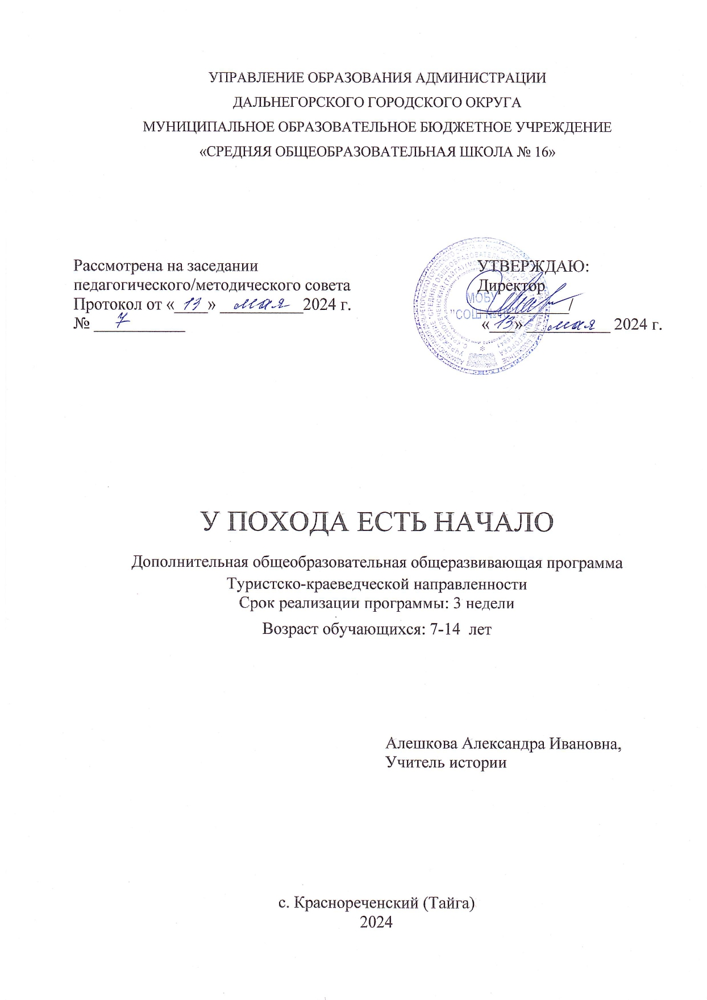 УПРАВЛЕНИЕ ОБРАЗОВАНИЯ АДМИНИСТРАЦИИ
ДАЛЬНЕГОРСКОГО ГОРОДСКОГО ОКРУГА
МУНИЦИПАЛЬНОЕ ОБРАЗОВАТЕЛЬНОЕ БЮДЖЕТНОЕ УЧРЕЖДЕНИЕ
«СРЕДНЯЯ ОБЩЕОБРАЗОВАТЕЛЬНАЯ ШКОЛА № 16»
Рассмотрена на заседании
педагогического/методического совета
Протокол от «13» мая 2024 г.
№ 7
УТВЕРЖДАЮ:
Директор
МОБУ
"СОШ №16"
«13» мая 2024 г.
У ПОХОДА ЕСТЬ НАЧАЛО
Дополнительная общеобразовательная общеразвивающая программа
Туристско-краеведческой направленности
Срок реализации программы: 3 недели
Возраст обучающихся: 7-14 лет
Алешкова Александра Ивановна,
Учитель истории
с. Краснореченский (Тайга)
2024